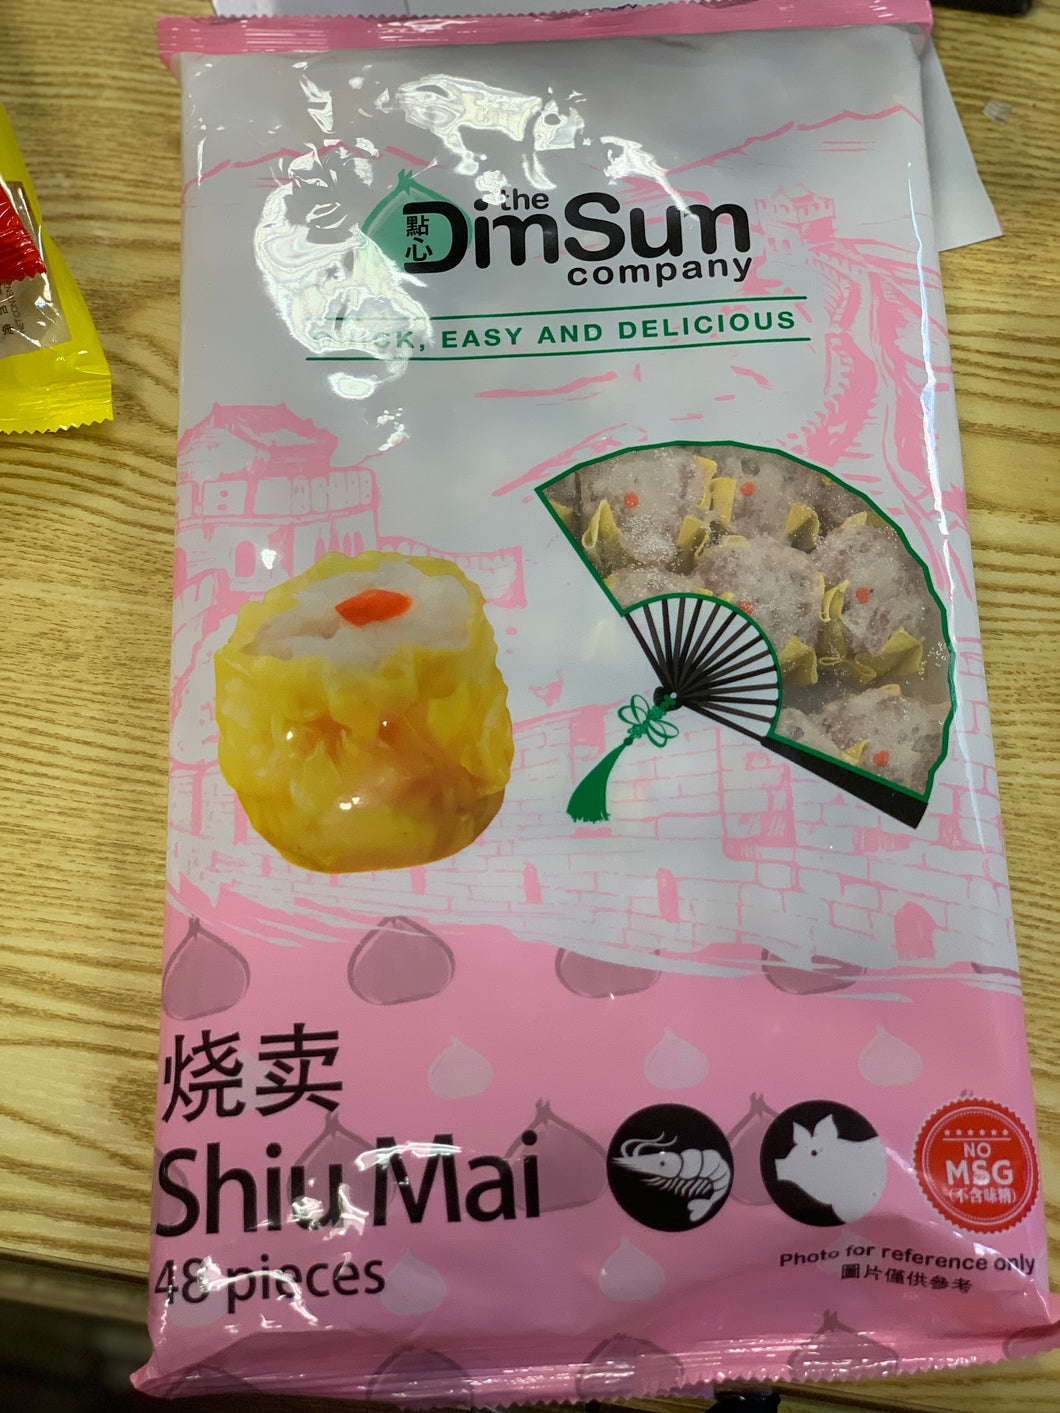 the
點心 DimSum
company
QUICK, EASY AND DELICIOUS
烧卖
Shiu Mai
48 pieces
NO
MSG
(不含味精)
Photo for reference only
圖片僅供參考